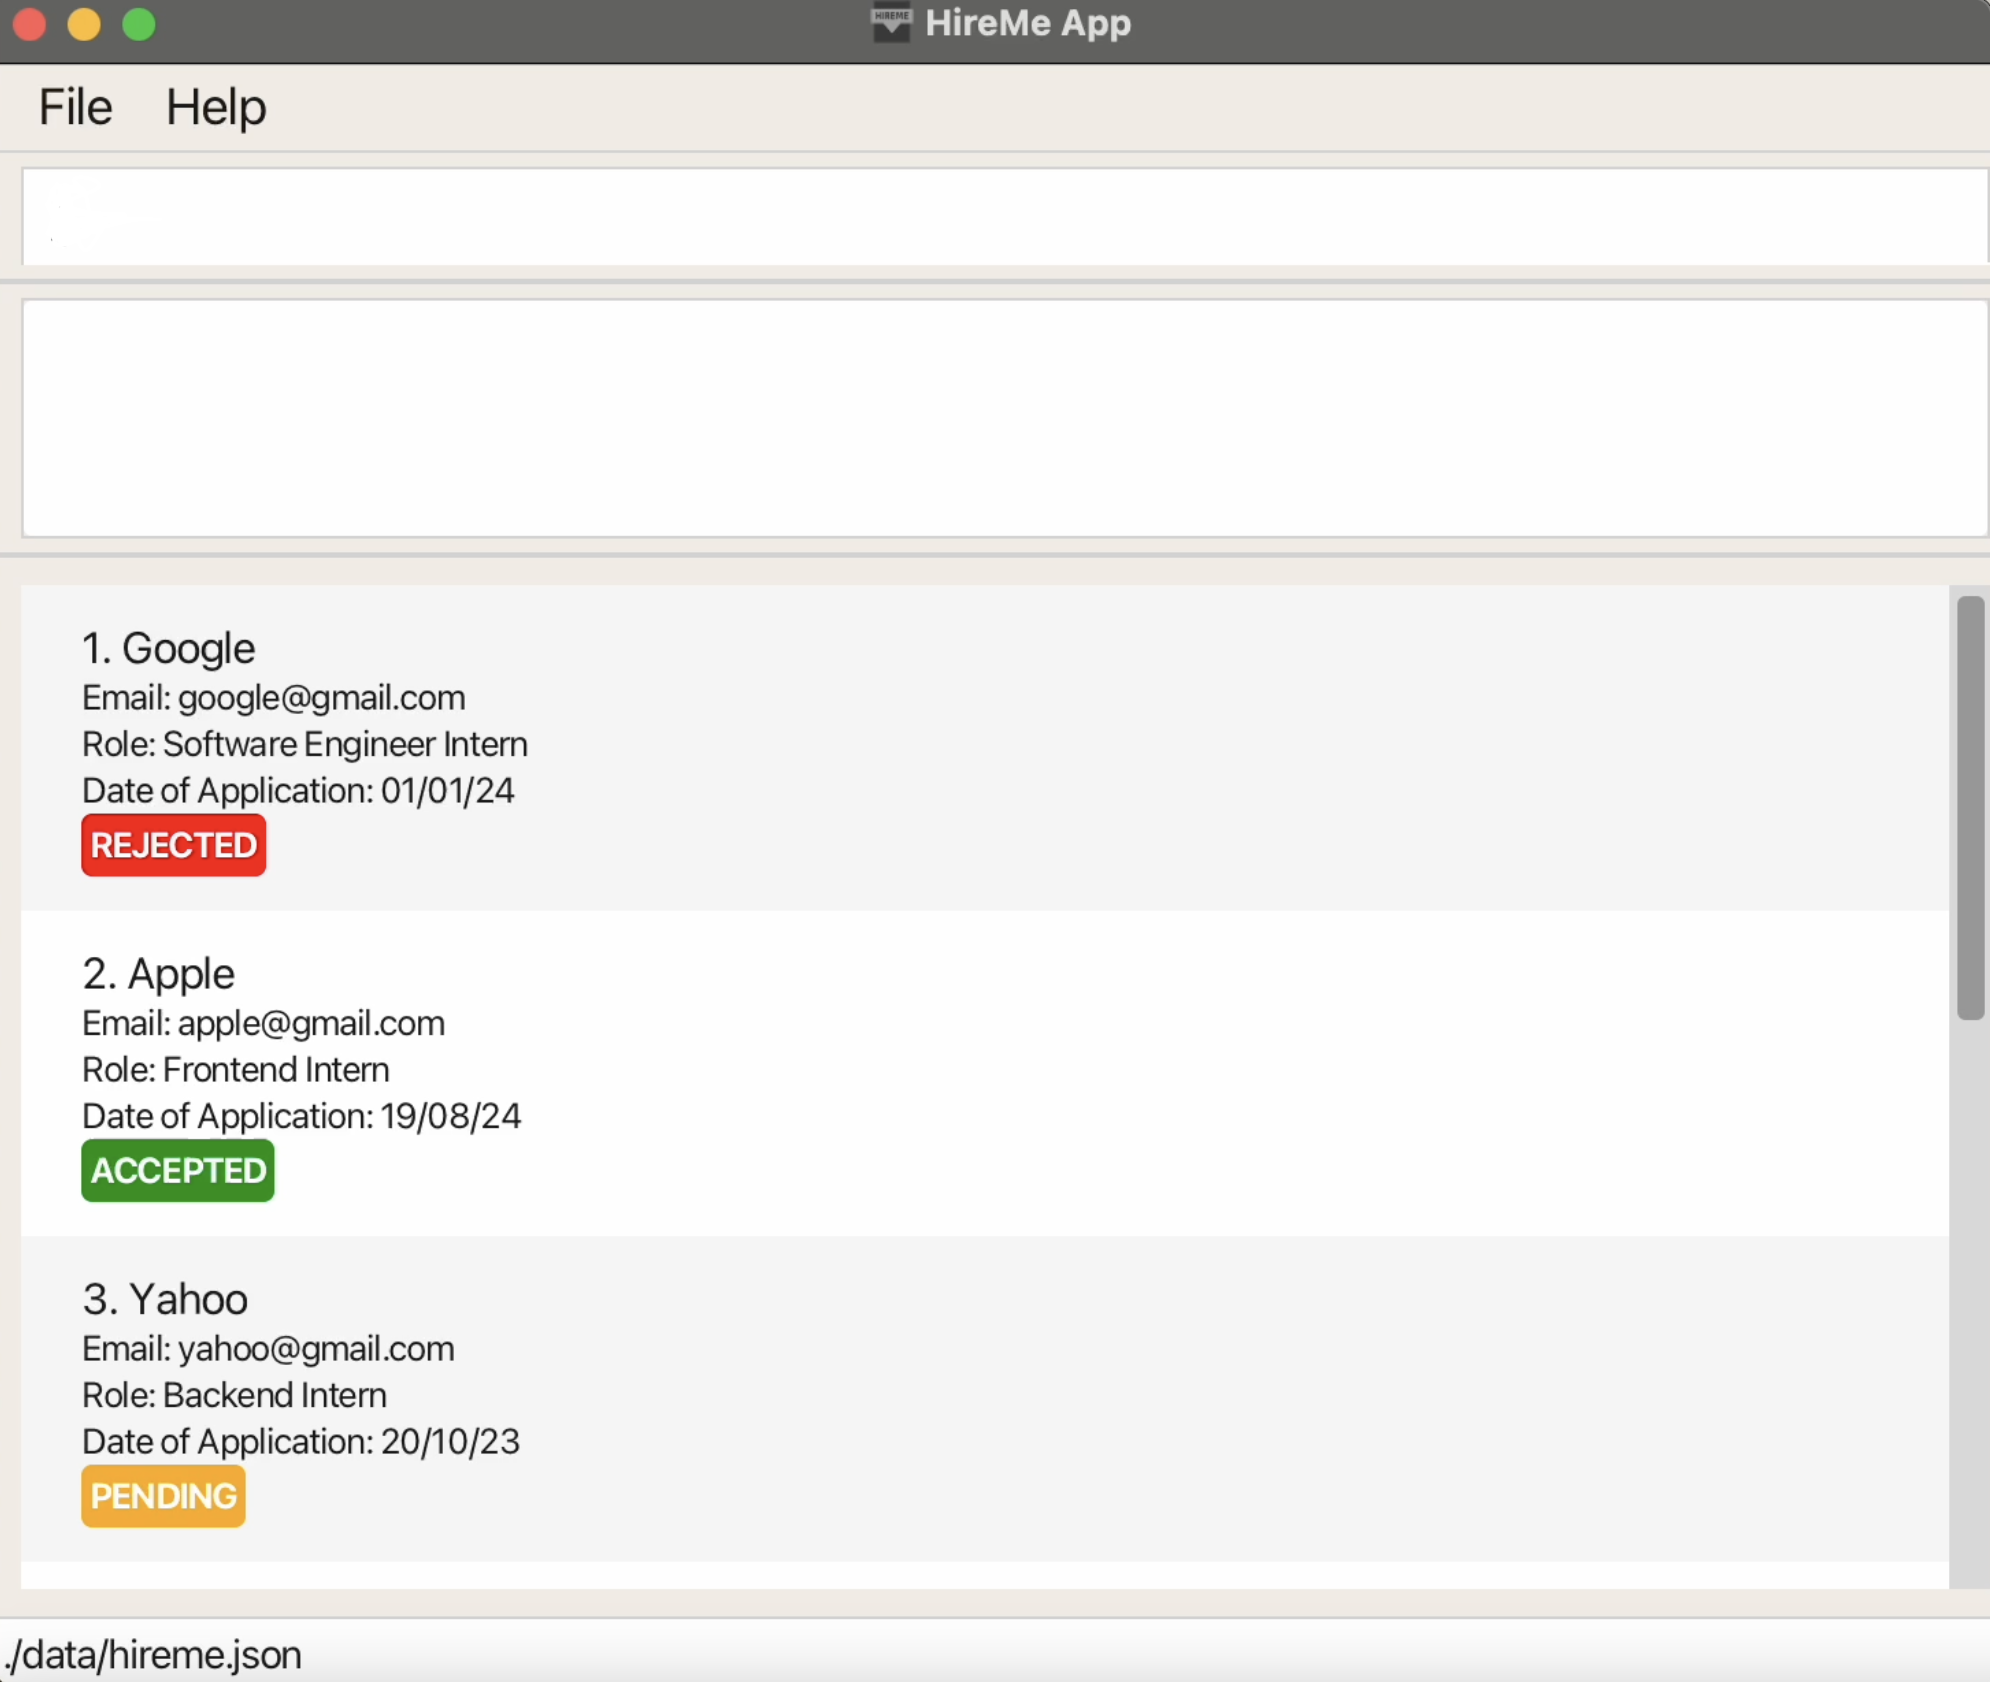 HIREME HireMe App
File Help
1. Google
Email: google@gmail.com
Role: Software Engineer Intern
Date of Application: 01/01/24
REJECTED
2. Apple
Email: apple@gmail.com
Role: Frontend Intern
Date of Application: 19/08/24
ACCEPTED
3. Yahoo
Email: yahoo@gmail.com
Role: Backend Intern
Date of Application: 20/10/23
PENDING
./data/hireme.json